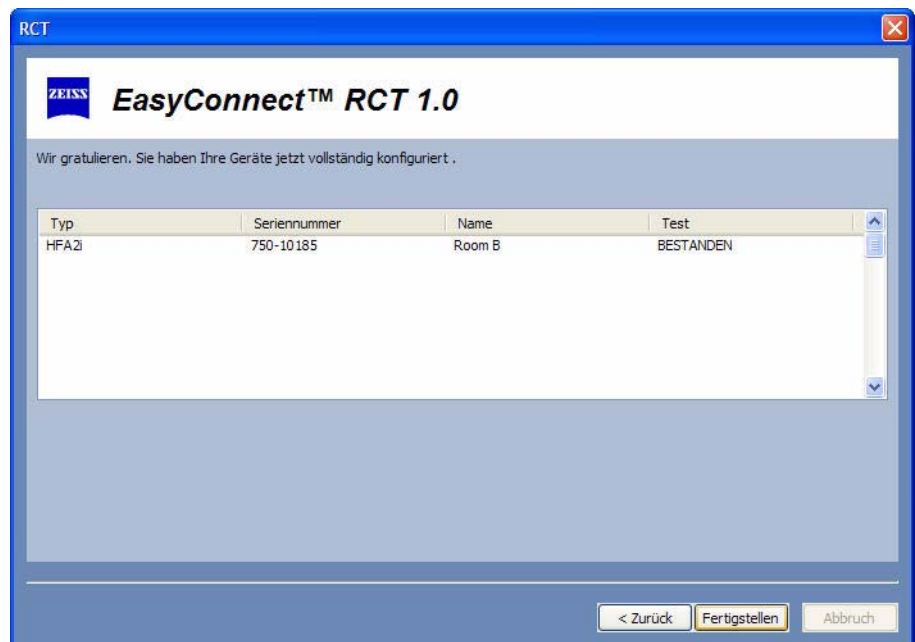 RCT
ZEISS
EasyConnect™ RCT 1.0
Wir gratulieren. Sie haben Ihre Geräte jetzt vollständig konfiguriert .
Typ Seriennummer Name Test
HFA2i 750-10185 Room B BESTANDEN
< Zurück Fertigstellen Abbruch